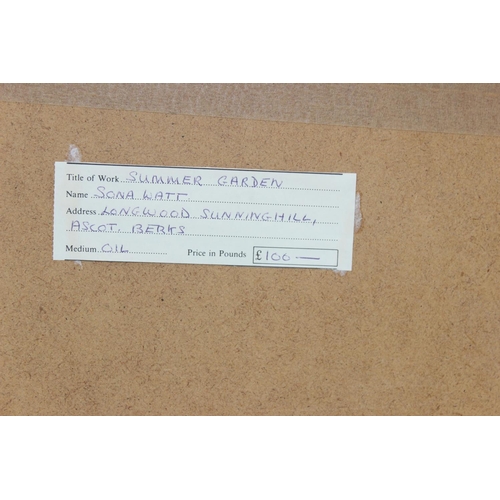 Title of Work SUMMER GARDEN
Name SONA WATT
Address LONGWOOD SUNNINGHILL,
ASCOT. BERKS
Medium OIL Price in Pounds £100 —